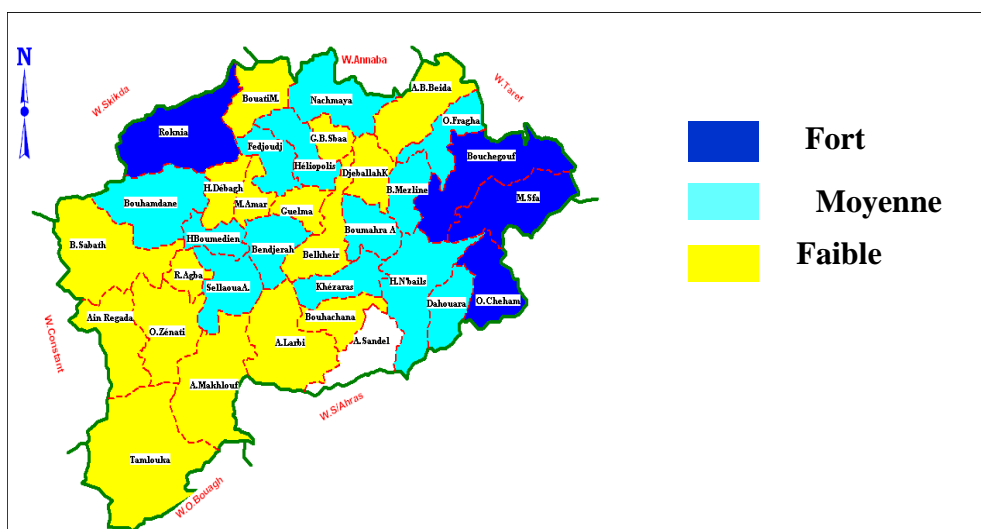 N
W.Skikda
W.Annaba
W.Taref
A.B.Beida
BouatiM.
Nachmaya
O.Fragha
Roknia
G.B.Sbaa
Fedjoudj
Bouchegouf
Héliopolis
DjeballahK
H.Débagh
B.Mezline
M.Sfa
Bouhamdane
M.Amar
Guelma
Boumahra A
HBoumedien
B.Sabath
Bendjerah
Belkheir
R.Agba
H.N'bails
SellaouaA.
Khézaras
Dahouara
O.Cheham
Ain Regada
Bouhachana
O.Zénati
A.Larbi
A.Sandel
W.Constant
A.Makhlouf
W.S/Ahras
Tamlouka
W.O.Bouagh
Fort
Moyenne
Faible